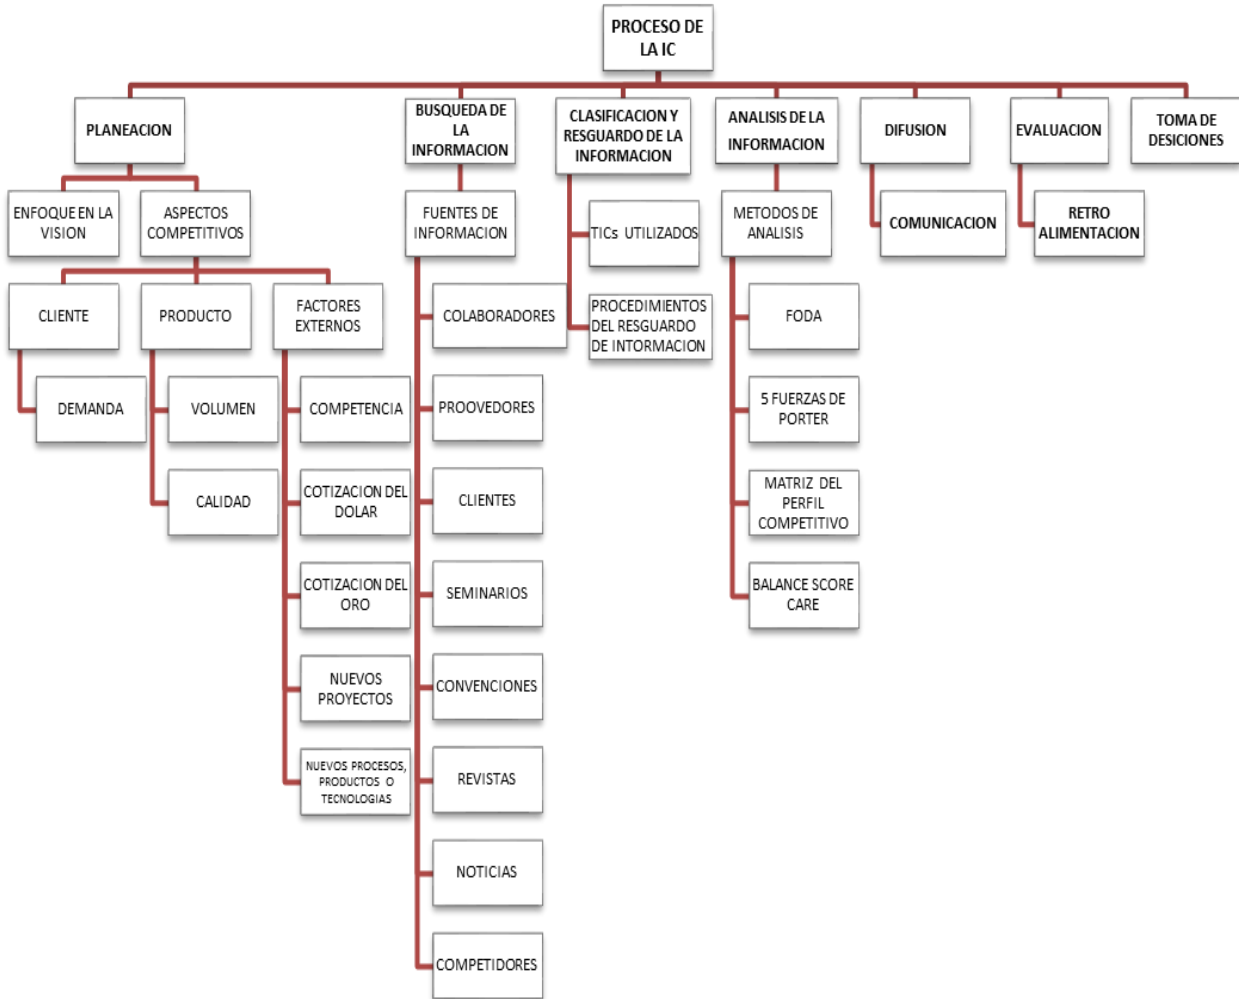 PROCESO DE
LA IC
PLANEACION
BUSQUEDA DE
LA
INFORMACION
CLASIFICACION Y
RESGUARDO DE LA
INFORMACION
ANALISIS DE LA
INFORMACION
DIFUSION
EVALUACION
TOMA DE
DESICIONES
ENFOQUE EN LA
VISION
ASPECTOS
COMPETITIVOS
FUENTES DE
INFORMACION
TICs UTILIZADOS
METODOS DE
ANALISIS
COMUNICACION
RETRO
ALIMENTACION
CLIENTE
PRODUCTO
FACTORES
EXTERNOS
COLABORADORES
PROCEDIMIENTOS
DEL RESGUARDO
DE INTORMACION
FODA
DEMANDA
VOLUMEN
COMPETENCIA
PROOVEDORES
5 FUERZAS DE
PORTER
CALIDAD
COTIZACION DEL
DOLAR
CLIENTES
MATRIZ DEL
PERFIL
COMPETITIVO
COTIZACION DEL
ORO
SEMINARIOS
BALANCE SCORE
CARE
NUEVOS
PROYECTOS
CONVENCIONES
NUEVOS PROCESOS,
PRODUCTOS O
TECNOLOGIAS
REVISTAS
NOTICIAS
COMPETIDORES